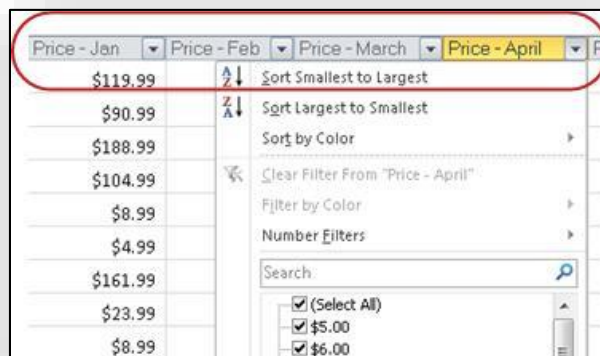 Price - Jan Price - Feb Price - March Price - April
$119.99 Sort Smallest to Largest
$90.99 Sort Largest to Smallest
$188.99 Sort by Color
$104.99 Clear Filter From "Price - April"
$8.99 Filter by Color
$4.99 Number Filters
$161.99 Search
$23.99 (Select All)
$5.00
$8.99 $6.00